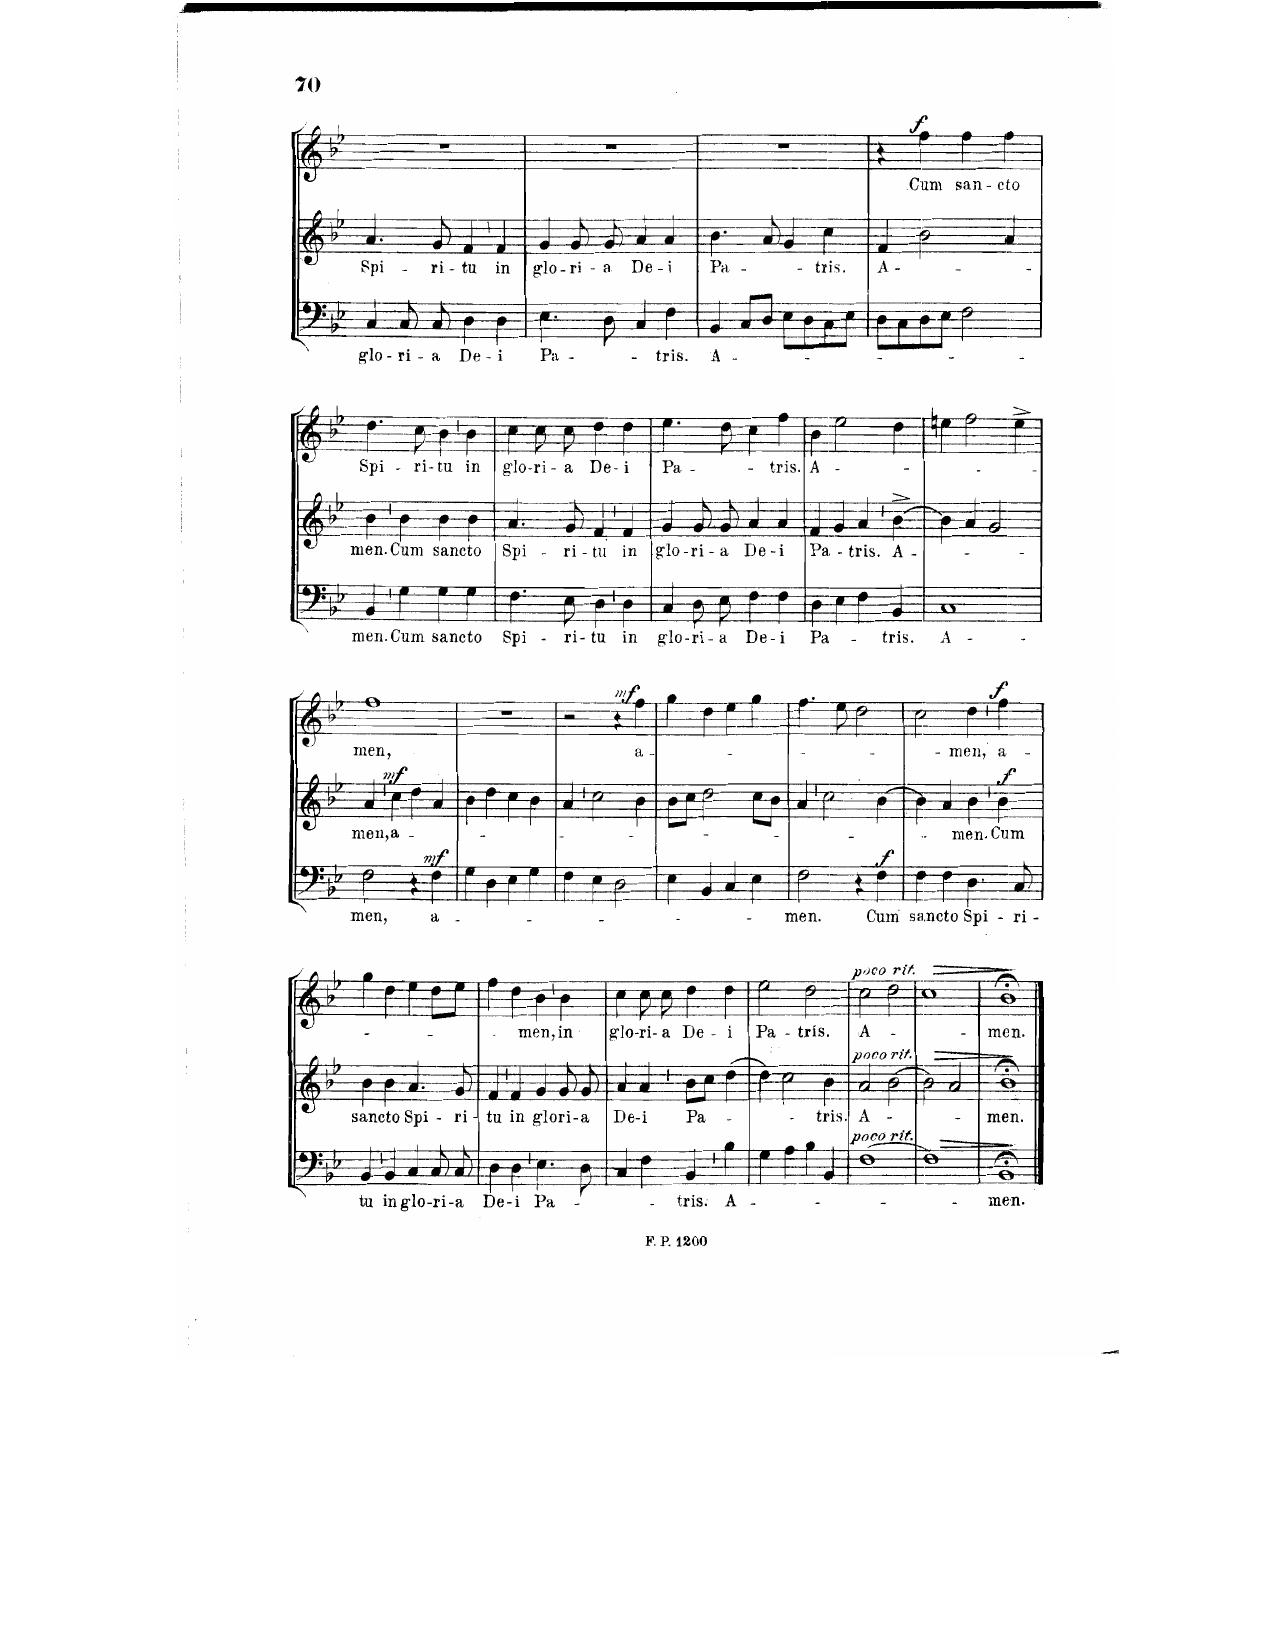 70
f
Cum san - cto
Spi - ri - tu in glo - ri - a De - i Pa - - tris. A - - -
glo - ri - a De - i Pa - - tris. A - - - - -
Spi - ri - tu in glo - ri - a De - i Pa - - tris. A - - - -
men. Cum sancto Spi - ri - tu in glo - ri - a De - i Pa - tris. A - - -
men. Cum sancto Spi - ri - tu in glo - ri - a De - i Pa - tris. A - -
mf f
men, a - - - - - - - men, a -
mf f
men, a - - - - - - - men. Cum
mf f
men, a - - - - - - men. Cum sancto Spi - ri -
poco rit.
- - men, in glo - ri - a De - i Pa - tris. A - - men.
poco rit.
sancto Spi - ri - tu in glori - a De - i Pa - - - tris. A - - men.
poco rit.
tu in glo - ri - a De - i Pa - - - tris. A - - - - men.
F. P. 1200